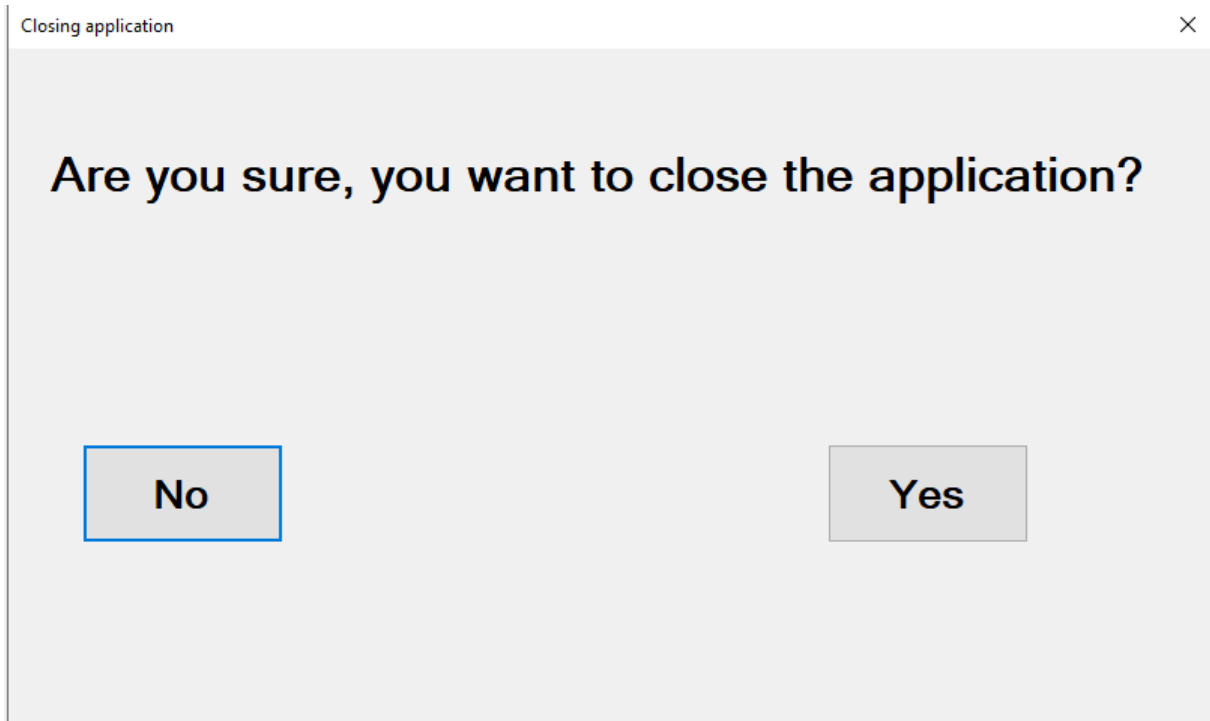 Closing application
Are you sure, you want to close the application?
No
Yes